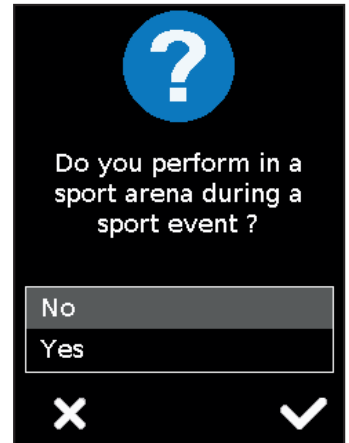 ?
Do you perform in a
sport arena during a
sport event ?
No
Yes